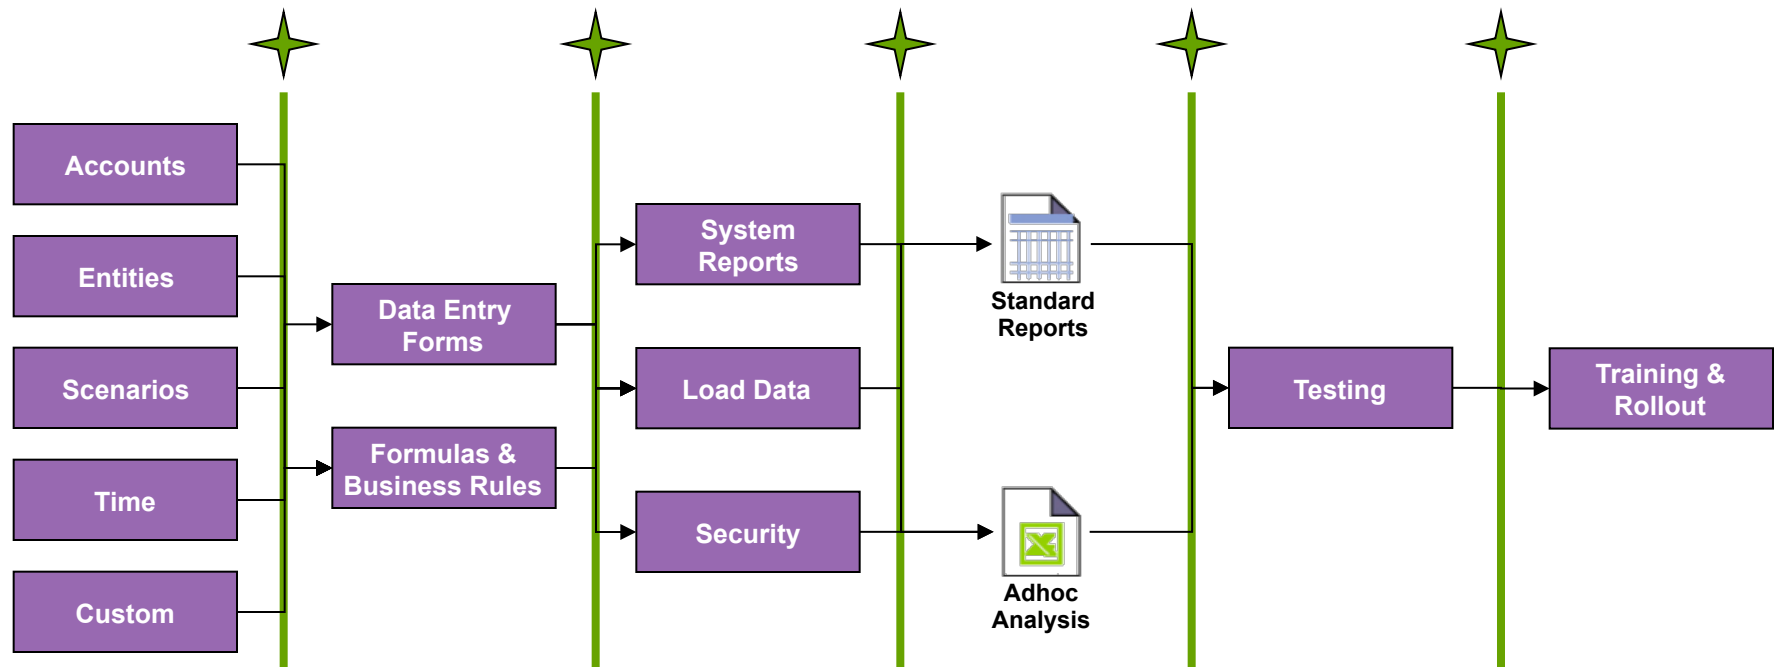 Accounts
Entities
Scenarios
Time
Custom
Data Entry
Forms
Formulas &
Business Rules
System
Reports
Load Data
Security
Standard
Reports
Adhoc
Analysis
Testing
Training &
Rollout